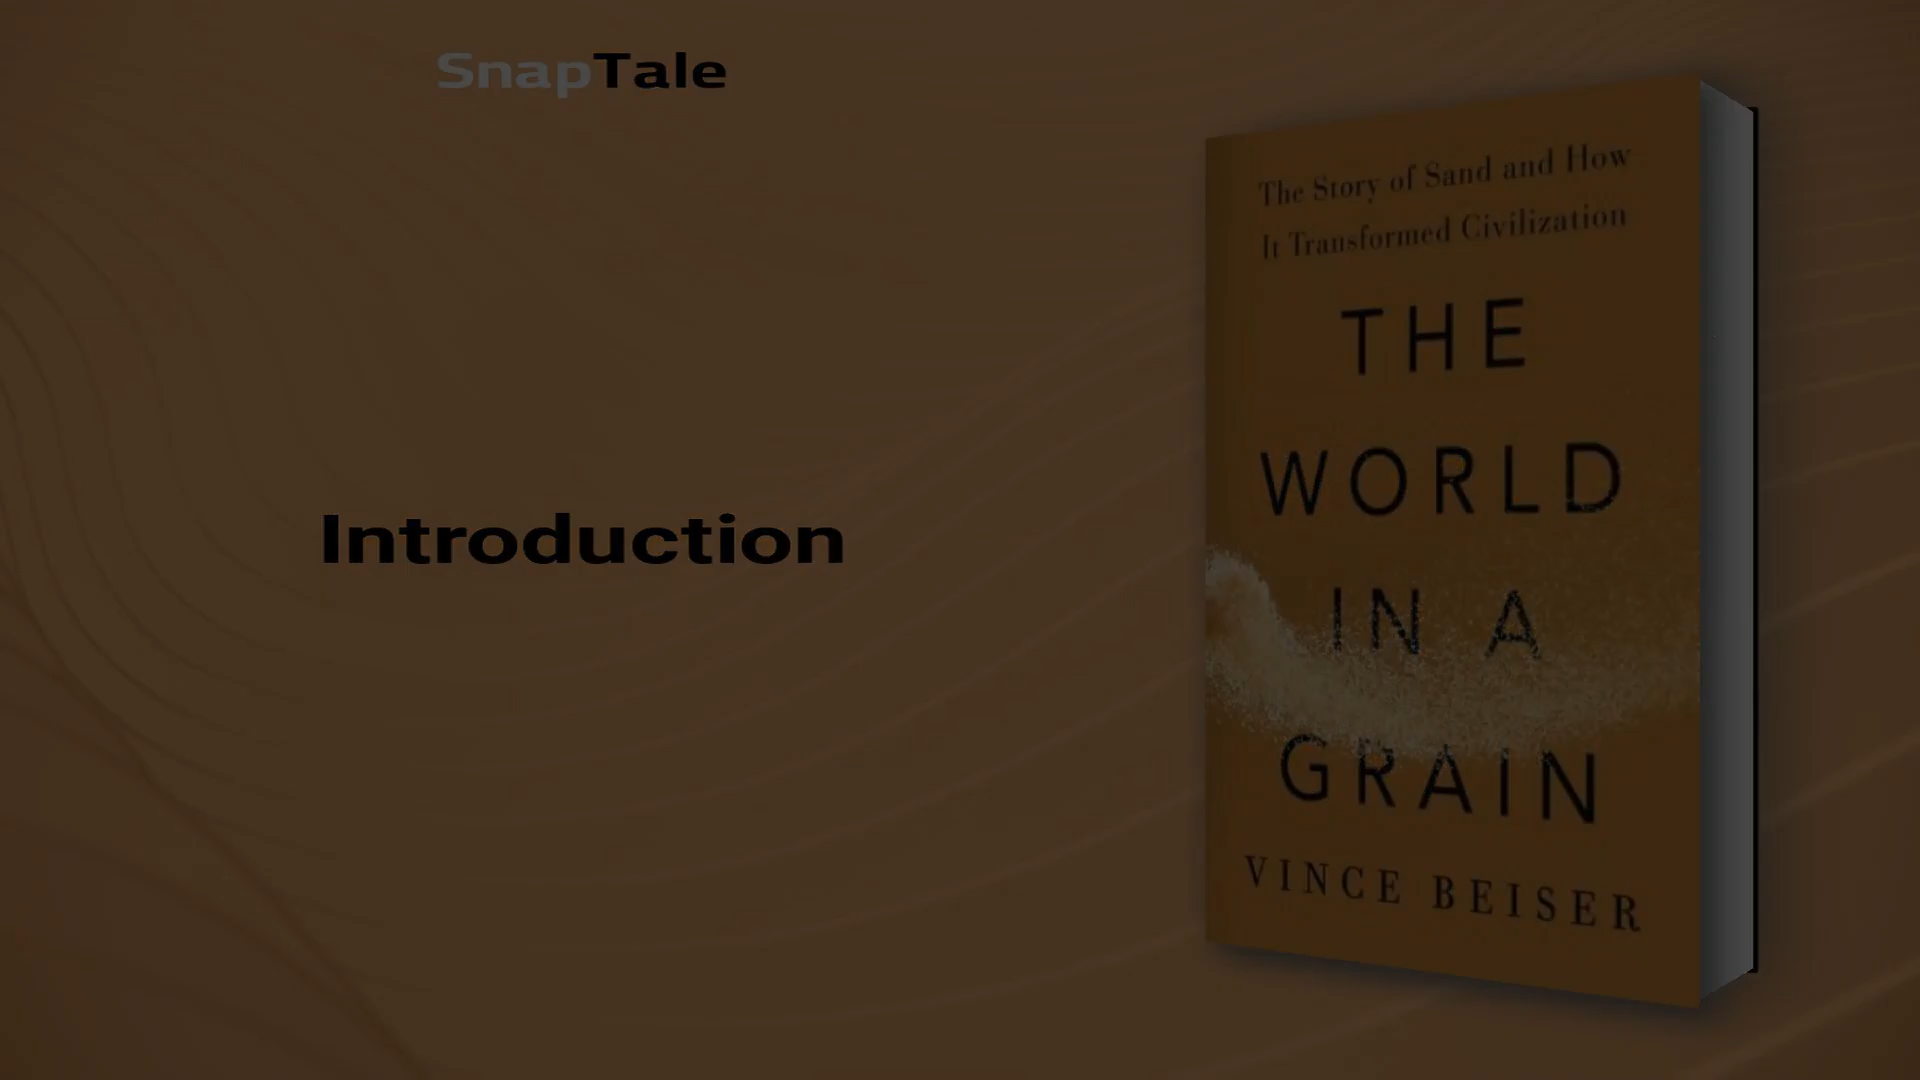 SnapTale
Introduction
The Story of Sand and How
It Transformed Civilization
THE
WORLD
IN A
GRAIN
VINCE BEISER